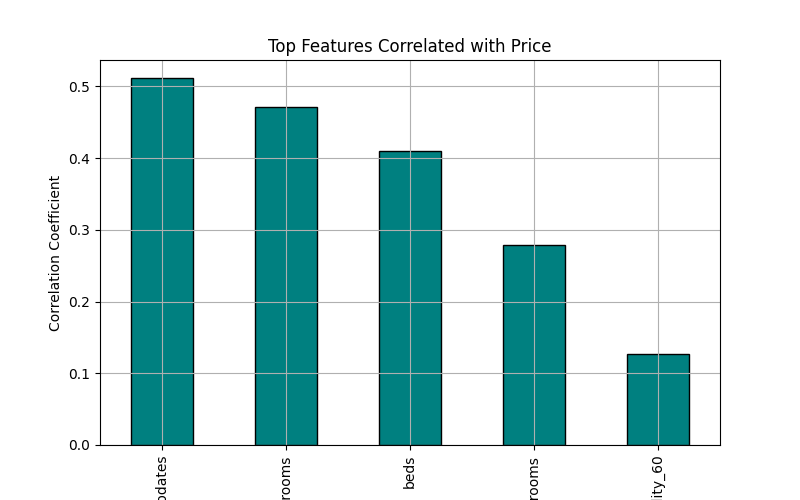 Top Features Correlated with Price
Correlation Coefficient
0.5
0.4
0.3
0.2
0.1
0.0
odates
rooms
beds
rooms
ity_60